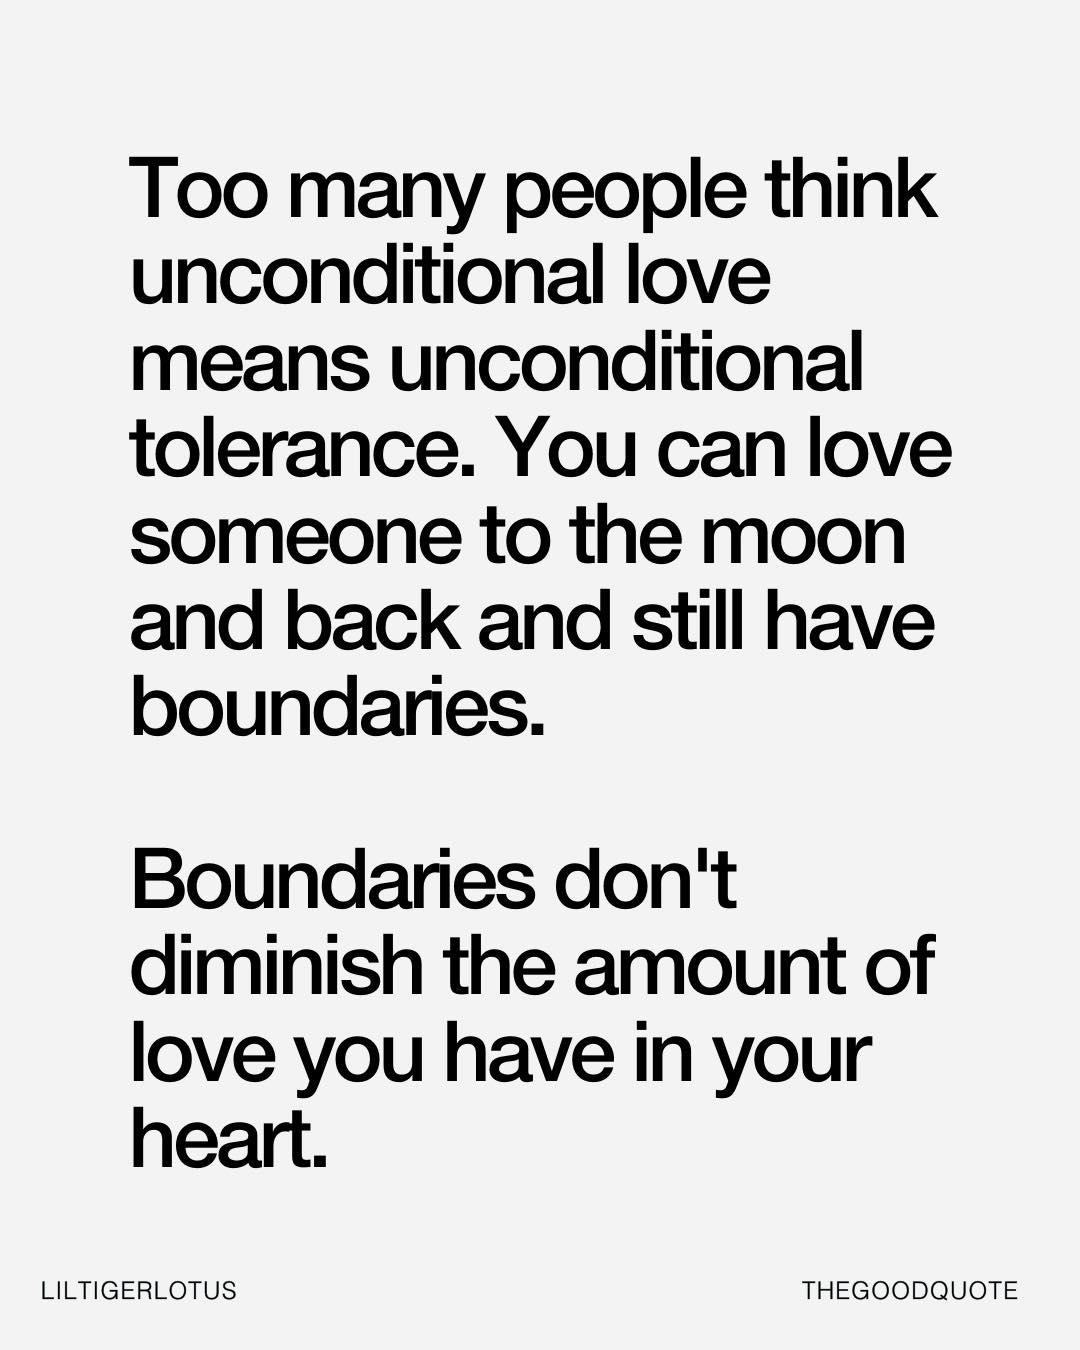 Too many people think
unconditional love
means unconditional
tolerance. You can love
someone to the moon
and back and still have
boundaries.
Boundaries don't
diminish the amount of
love you have in your
heart.
LILTIGERLOTUS
THEGOODQUOTE